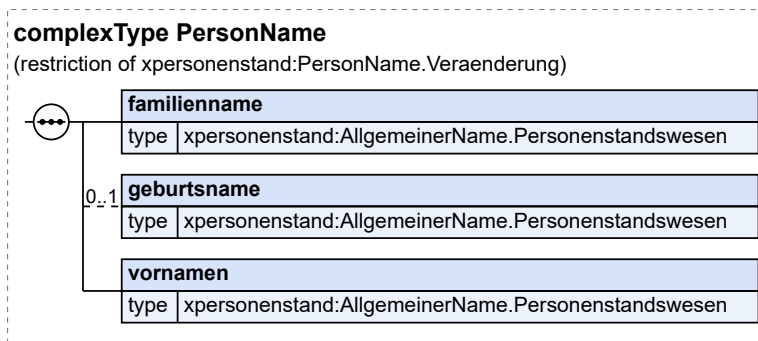 complexType PersonName
(restriction of xpersonenstand:PersonName.Veraenderung)
familienname
type xpersonenstand:AllgemeinerName.Personenstandswesen
0..1 geburtsname
type xpersonenstand:AllgemeinerName.Personenstandswesen
vornamen
type xpersonenstand:AllgemeinerName.Personenstandswesen